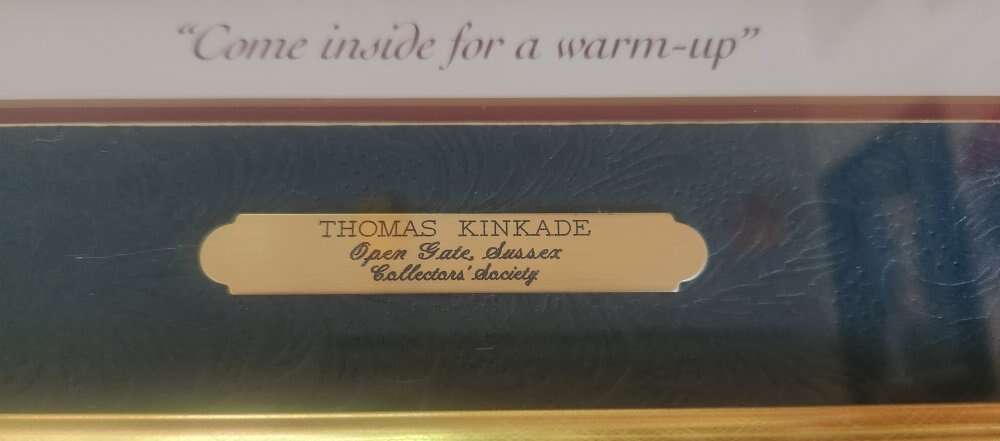 “Come inside for a warm-up”
THOMAS KINKADE
Open Gate, Sussex
Collectors' Society